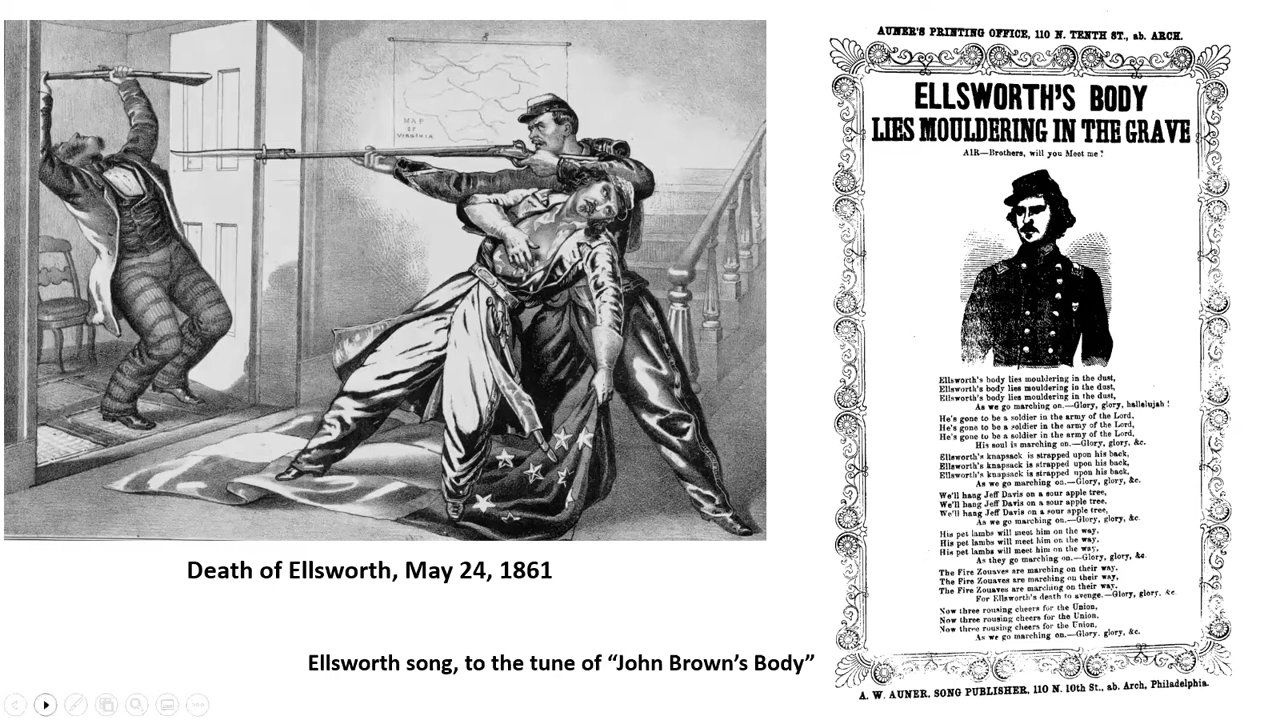 MAP
OF
VIRGINIA
Death of Ellsworth, May 24, 1861
Ellsworth song, to the tune of “John Brown’s Body”
AUNER'S PRINTING OFFICE, 110 N. TENTH ST., ab. ARCH.
ELLSWORTH'S BODY
LIES MOULDERING IN THE GRAVE
AIR—Brothers, will you Meet me?
Ellsworth's body lies mouldering in the dust,
Ellsworth's body lies mouldering in the dust,
Ellsworth's body lies mouldering in the dust,
As we go marching on.—Glory, glory, hallelujah!
He's gone to be a soldier in the army of the Lord,
He's gone to be a soldier in the army of the Lord,
He's gone to be a soldier in the army of the Lord,
His soul is marching on.—Glory, glory, &c.
Ellsworth's knapsack is strapped upon his back,
Ellsworth's knapsack is strapped upon his back,
Ellsworth's knapsack is strapped upon his back,
As we go marching on.—Glory, glory, &c.
We'll hang Jeff Davis on a sour apple tree,
We'll hang Jeff Davis on a sour apple tree,
We'll hang Jeff Davis on a sour apple tree,
As we go marching on.—Glory, glory, &c.
His pet lambs will meet him on the way,
His pet lambs will meet him on the way,
His pet lambs will meet him on the way,
As they go marching on.—Glory, glory, &c.
The Fire Zouaves are marching on their way,
The Fire Zouaves are marching on their way,
The Fire Zouaves are marching on their way,
For Ellsworth's death to avenge.—Glory, glory, &c.
Now three rousing cheers for the Union,
Now three rousing cheers for the Union,
Now three rousing cheers for the Union,
As we go marching on.—Glory, glory, &c.
A. W. AUNER, SONG PUBLISHER, 110 N. 10th St., ab. Arch, Philadelphia.